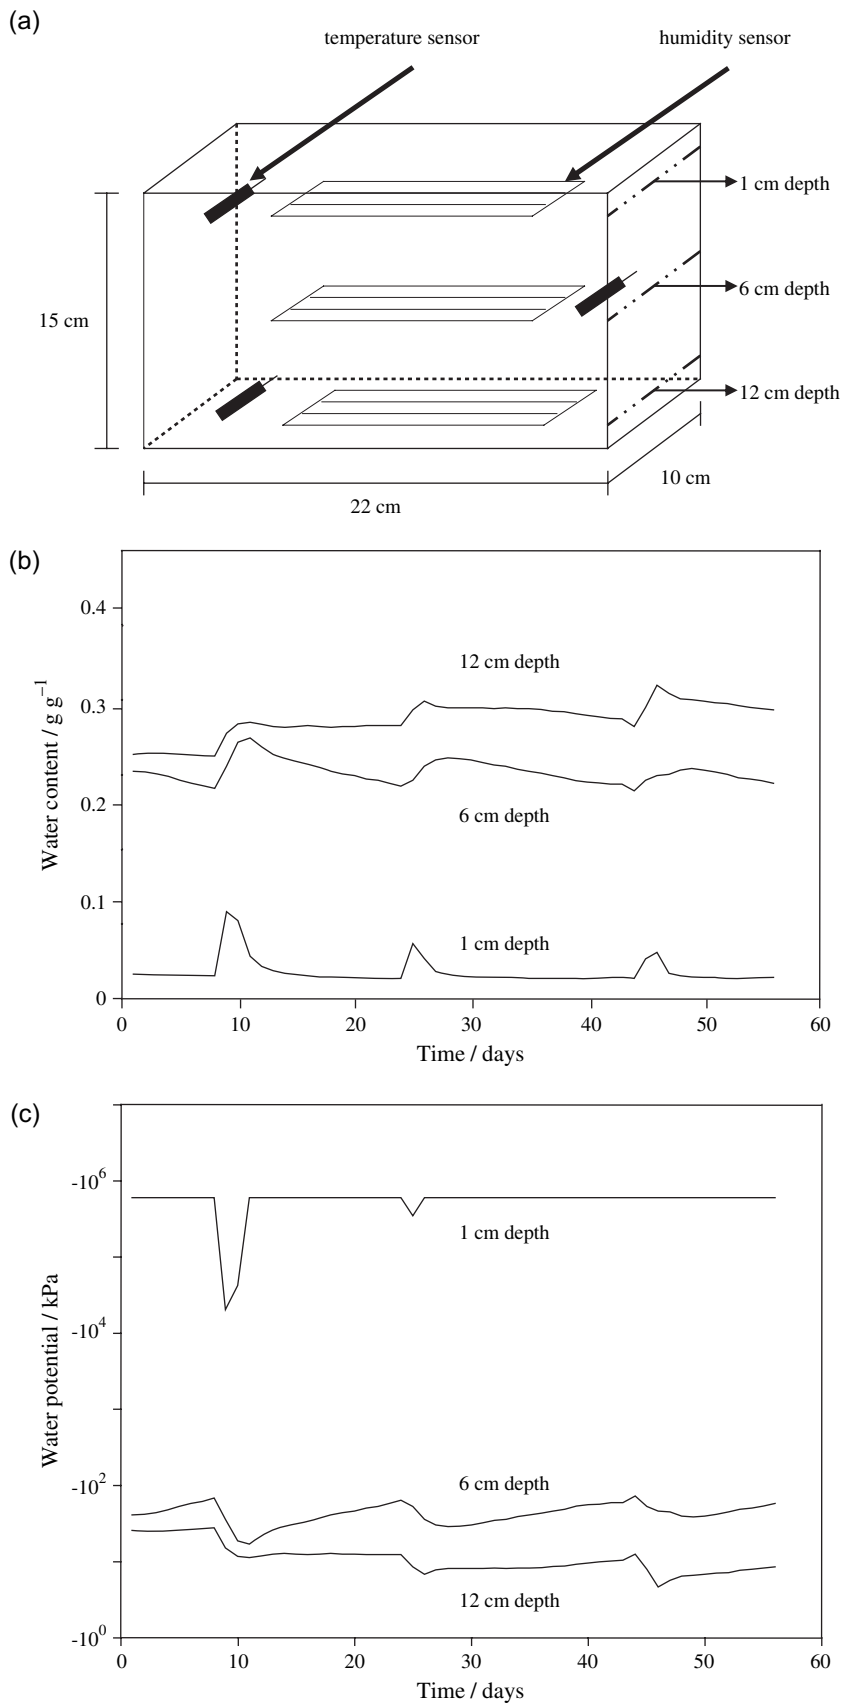 (a)
temperature sensor
humidity sensor
1 cm depth
6 cm depth
15 cm
12 cm depth
10 cm
22 cm
(b)
0.4
12 cm depth
0.3
Water content / g g⁻¹
0.2
6 cm depth
0.1
1 cm depth
0
0 10 20 30 40 50 60
Time / days
(c)
-10⁶
1 cm depth
Water potential / kPa
-10⁴
-10²
6 cm depth
12 cm depth
-10⁰
0 10 20 30 40 50 60
Time / days